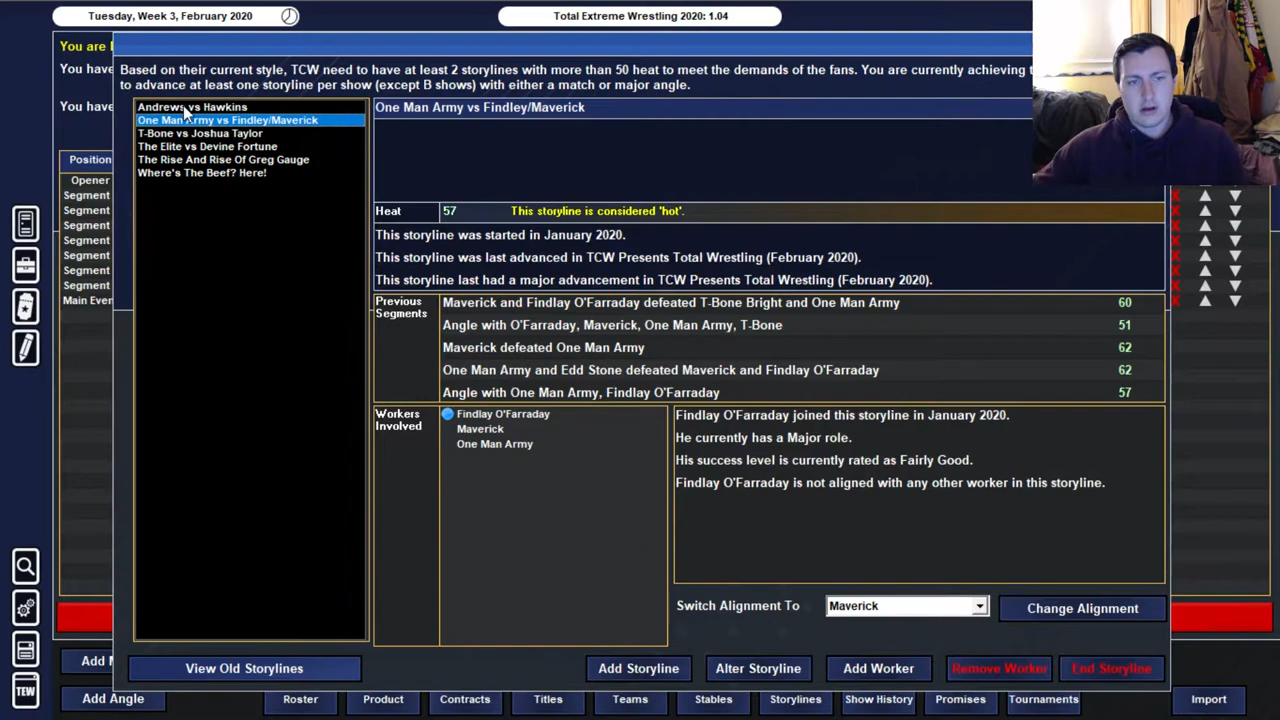 Tuesday, Week 3, February 2020
Total Extreme Wrestling 2020: 1.04
You are
You have
You have
Based on their current style, TCW need to have at least 2 storylines with more than 50 heat to meet the demands of the fans. You are currently achieving
to advance at least one storyline per show (except B shows) with either a match or major angle.
Andrews vs Hawkins
One Man Army vs Findley/Maverick
T-Bone vs Joshua Taylor
The Elite vs Devine Fortune
The Rise And Rise Of Greg Gauge
Where's The Beef? Here!
One Man Army vs Findley/Maverick
Heat 57 This storyline is considered 'hot'.
This storyline was started in January 2020.
This storyline was last advanced in TCW Presents Total Wrestling (February 2020).
This storyline last had a major advancement in TCW Presents Total Wrestling (February 2020).
Previous Segments
Maverick and Findlay O'Farraday defeated T-Bone Bright and One Man Army 60
Angle with O'Farraday, Maverick, One Man Army, T-Bone 51
Maverick defeated One Man Army 62
One Man Army and Edd Stone defeated Maverick and Findlay O'Farraday 62
Angle with One Man Army, Findlay O'Farraday 57
Workers Involved
Findlay O'Farraday
Maverick
One Man Army
Findlay O'Farraday joined this storyline in January 2020.
He currently has a Major role.
His success level is currently rated as Fairly Good.
Findlay O'Farraday is not aligned with any other worker in this storyline.
Switch Alignment To Maverick Change Alignment
View Old Storylines Add Storyline Alter Storyline Add Worker Remove Worker End Storyline
Position
Opener
Segment
Segment
Segment
Segment
Segment
Segment
Segment
Main Even
Add M
Add Angle Roster Product Contracts Titles Teams Stables Storylines Show History Promises Tournaments Import
TEW